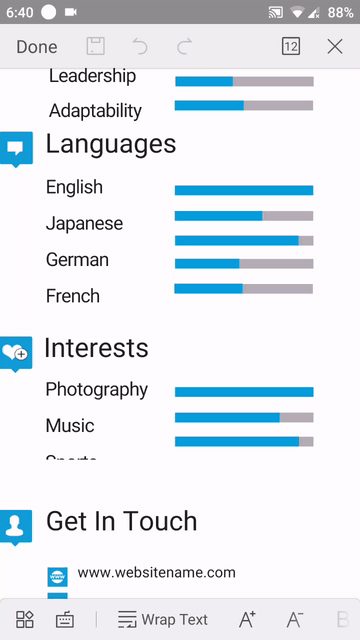 6:40 88%
Done 12
Leadership
Adaptability
Languages
English
Japanese
German
French
Interests
Photography
Music
Sports
Get In Touch
www
www.websitename.com
Wrap Text A+ A- B